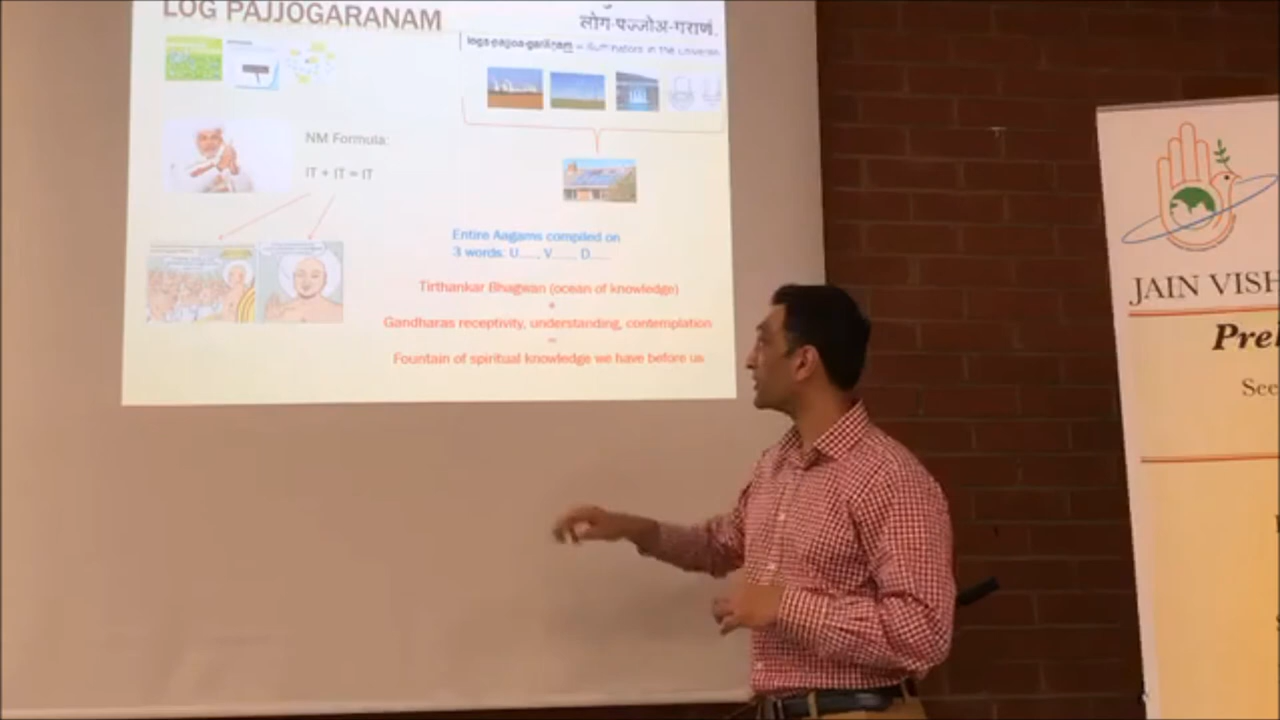 LOG PAJJOGARANAM
लोग-पज्जोअ-गराणं.
loga-pajjoa-garanam = illuminators in the universe
NM Formula:
IT + IT = IT
Entire Aagams compiled on
3 words: U...., V....., D.....
Tirthankar Bhagwan (ocean of knowledge)
+
Gandharas receptivity, understanding, contemplation
=
Fountain of spiritual knowledge we have before us
JAIN VISH
Prel
See